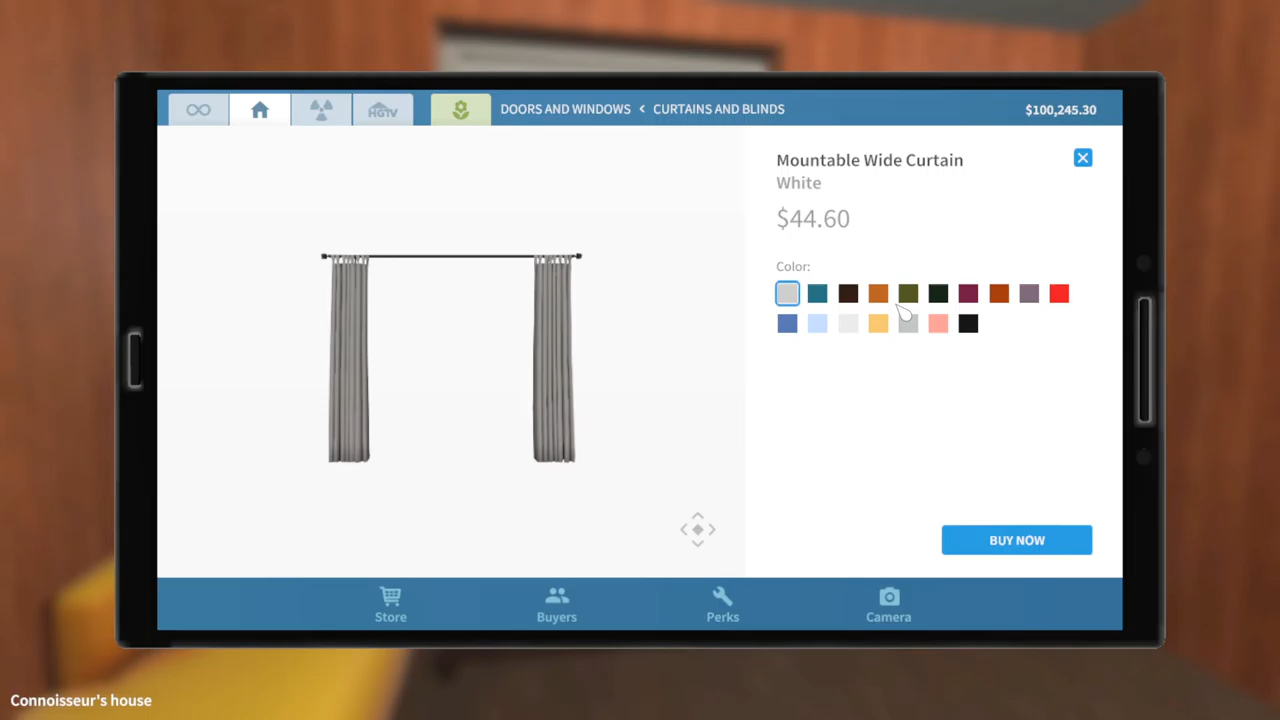 HGTV
DOORS AND WINDOWS < CURTAINS AND BLINDS
$100,245.30
Mountable Wide Curtain
White
$44.60
Color:
BUY NOW
Store
Buyers
Perks
Camera
Connoisseur's house